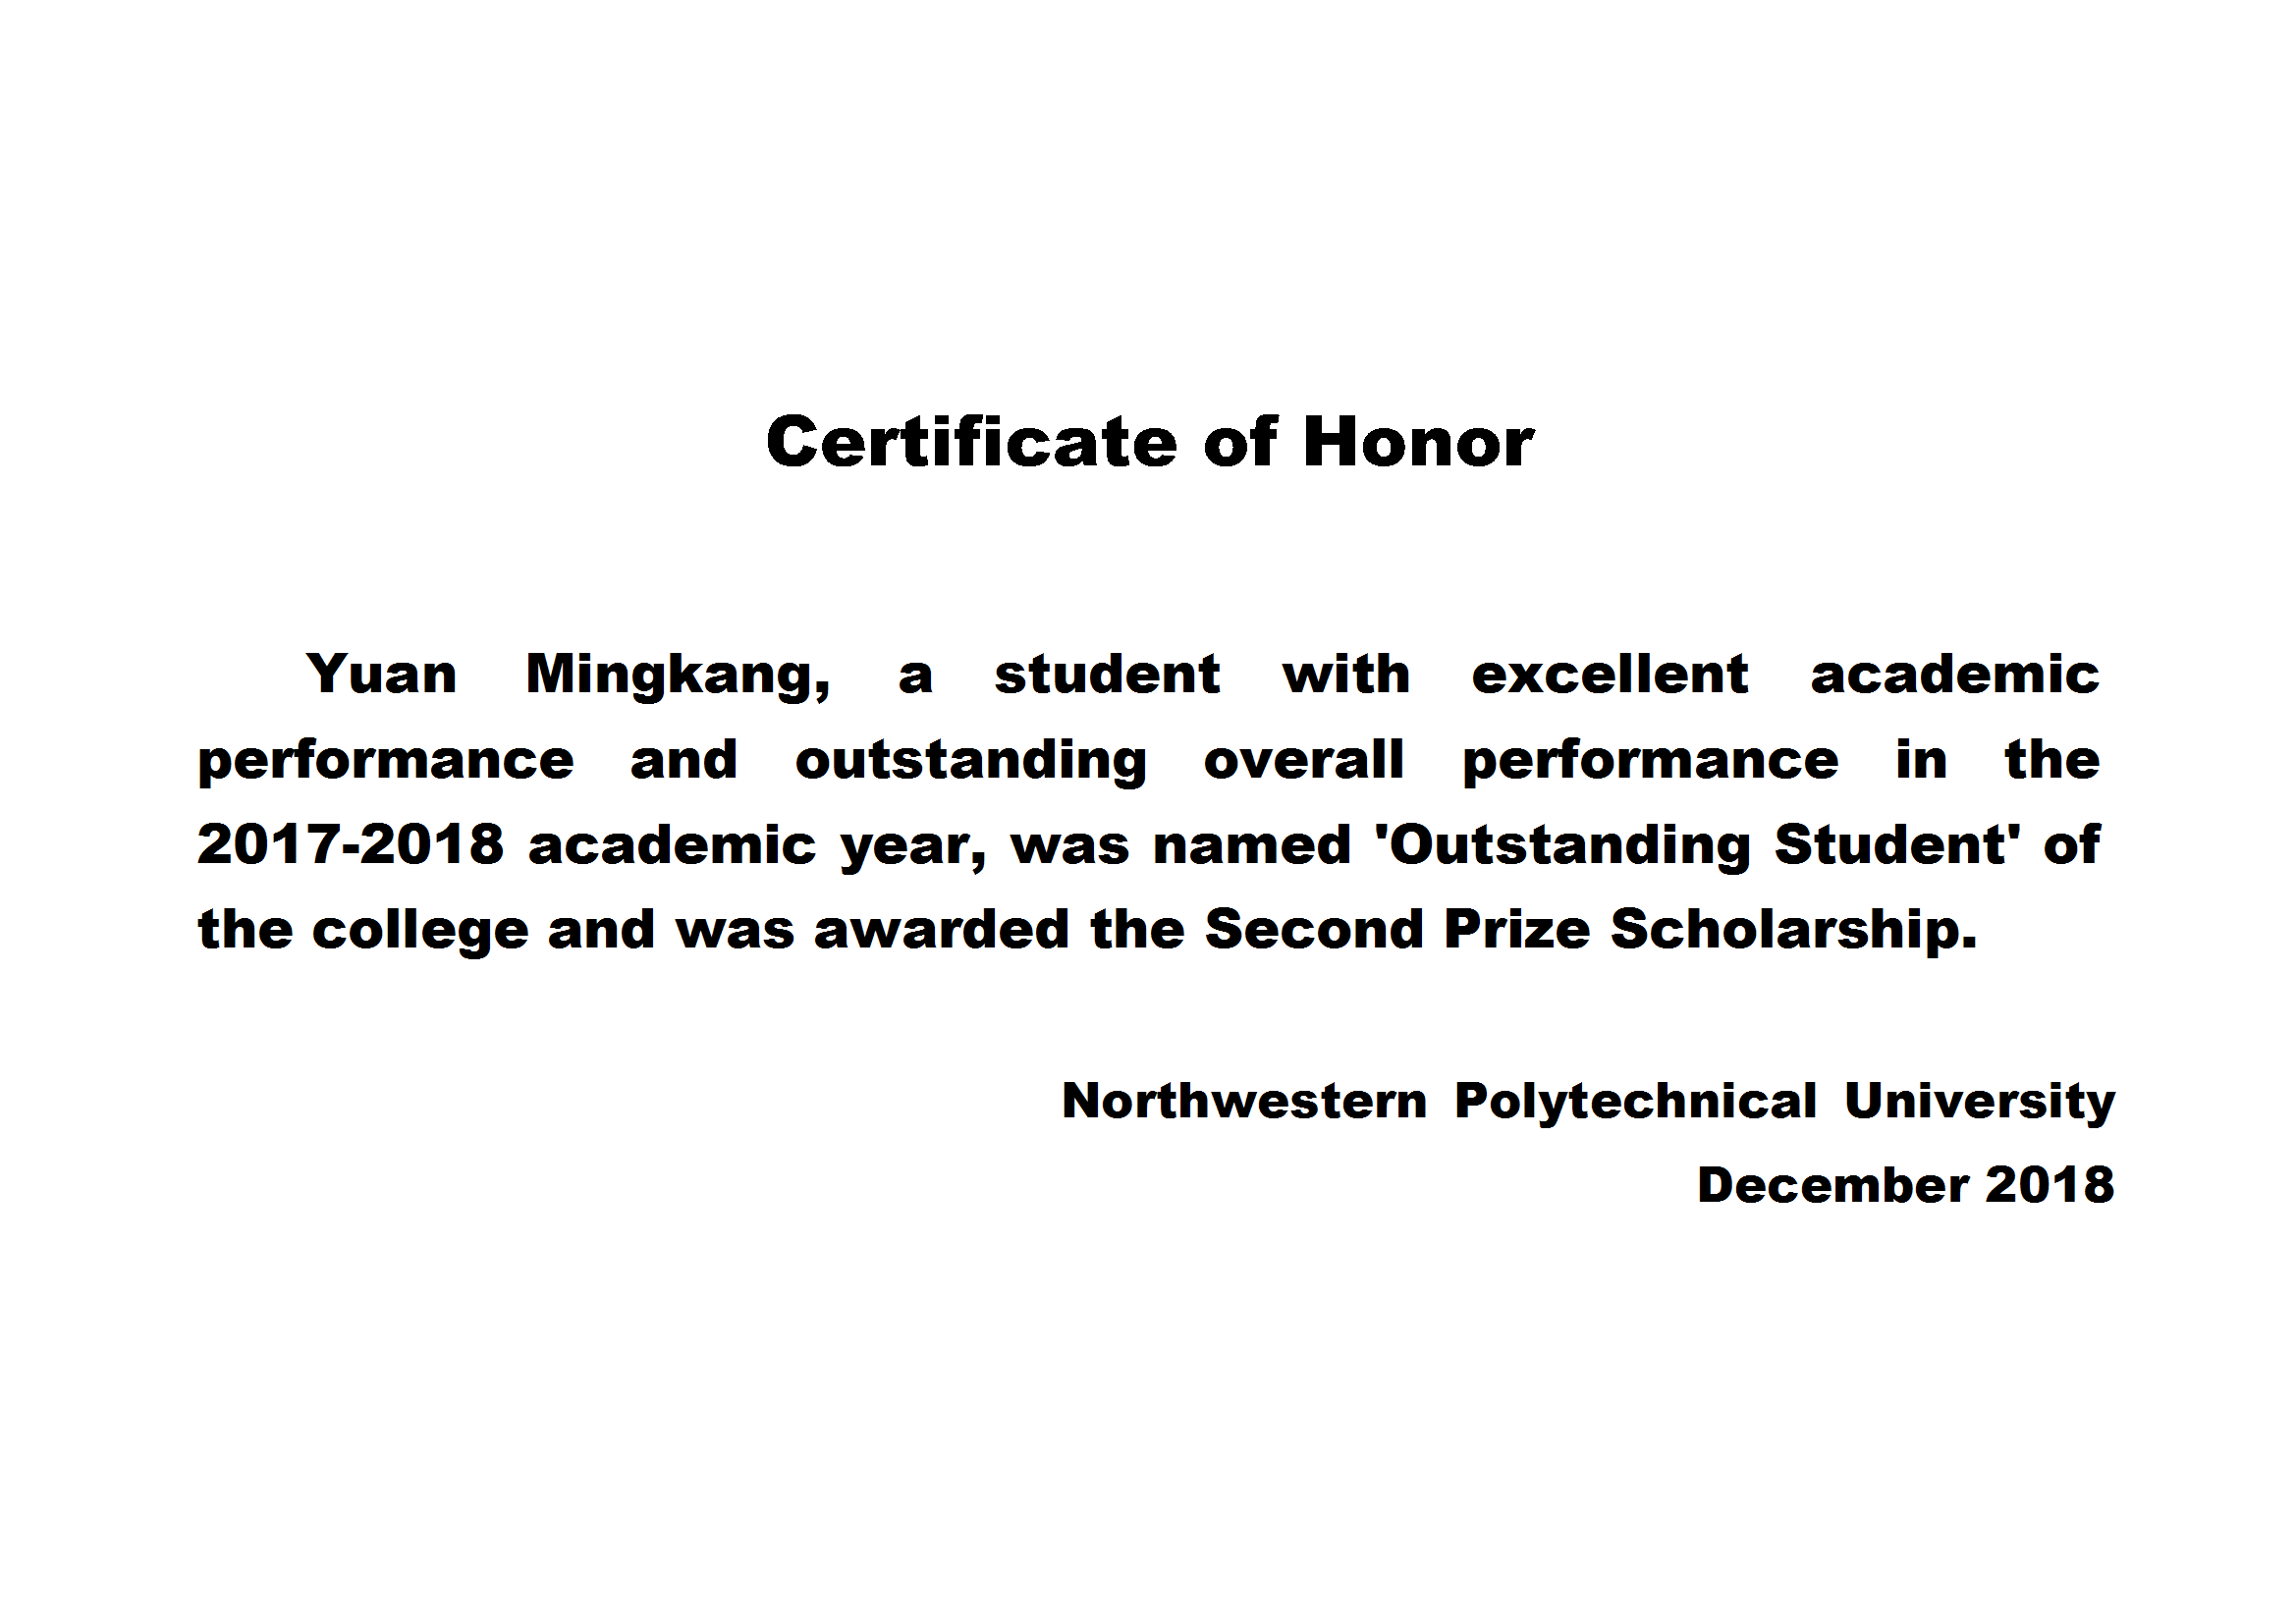 Certificate of Honor
Yuan Mingkang, a student with excellent academic
performance and outstanding overall performance in the
2017-2018 academic year, was named 'Outstanding Student' of
the college and was awarded the Second Prize Scholarship.
Northwestern Polytechnical University
December 2018